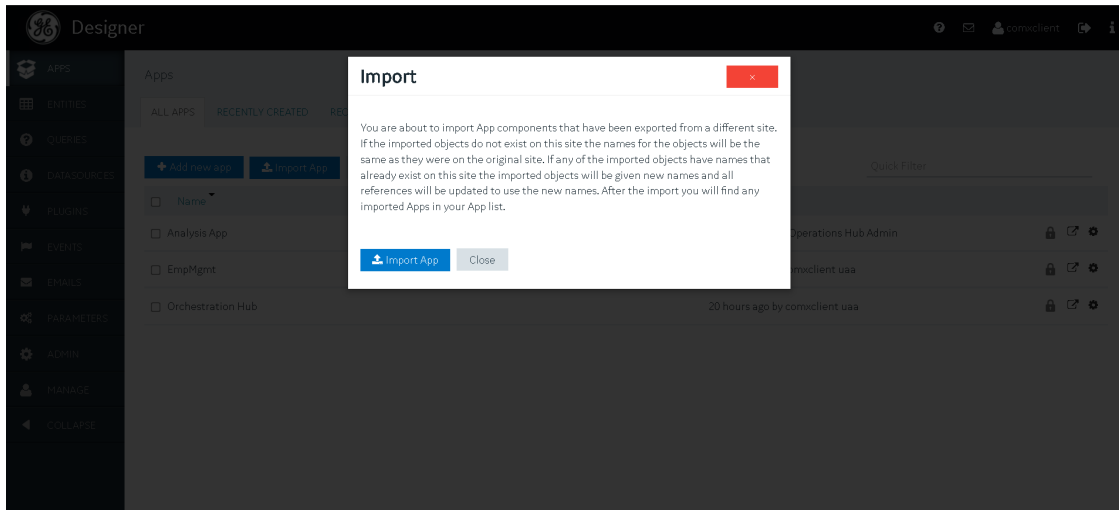 Designer
comxclient
APPS
ENTITIES
QUERIES
DATASOURCES
PLUGINS
EVENTS
EMAILS
PARAMETERS
ADMIN
MANAGE
COLLAPSE
Apps
ALL APPS RECENTLY CREATED
Add new app Import App
Quick Filter
Name
Analysis App Operations Hub Admin
EmpMgmt uaa
Orchestration Hub 20 hours ago by comxclient uaa
Import ×
You are about to import App components that have been exported from a different site.
If the imported objects do not exist on this site the names for the objects will be the
same as they were on the original site. If any of the imported objects have names that
already exist on this site the imported objects will be given new names and all
references will be updated to use the new names. After the import you will find any
imported Apps in your App list.
Import App Close